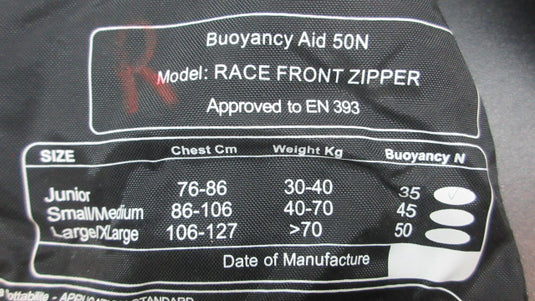 R
Buoyancy Aid 50N
Model: RACE FRONT ZIPPER
Approved to EN 393
SIZE Chest Cm Weight Kg Buoyancy N
Junior 76-86 30-40 35
Small/Medium 86-106 40-70 45
Large/XLarge 106-127 >70 50
Date of Manufacture
STANDARD